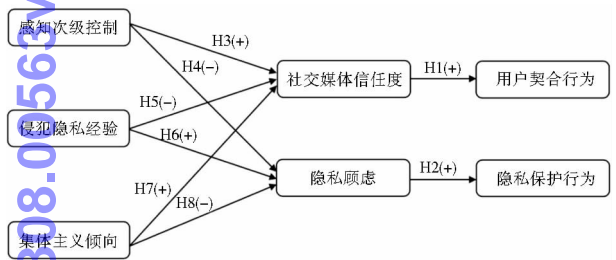 感知次级控制
H3(+)
H4(−)
社交媒体信任度
H1(+)
用户契合行为
H5(−)
侵犯隐私经验
H6(+)
H7(+)
隐私顾虑
H2(+)
隐私保护行为
H8(−)
集体主义倾向
308.00563v